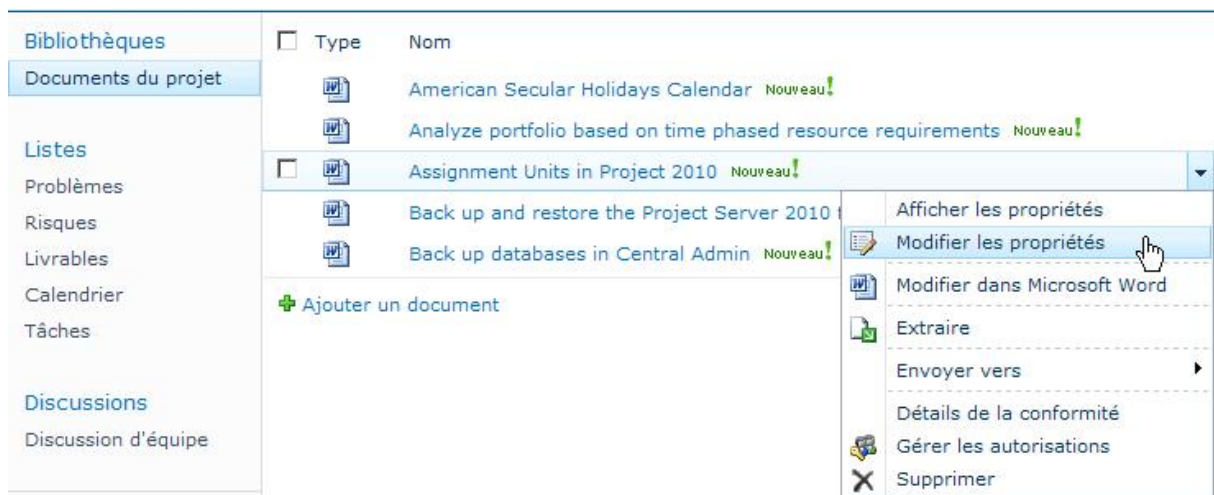 Bibliothèques
Documents du projet
Listes
Problèmes
Risques
Livrables
Calendrier
Tâches
Discussions
Discussion d'équipe
Type Nom
American Secular Holidays Calendar Nouveau!
Analyze portfolio based on time phased resource requirements Nouveau!
Assignment Units in Project 2010 Nouveau!
Back up and restore the Project Server 2010
Back up databases in Central Admin Nouveau!
Ajouter un document
Afficher les propriétés
Modifier les propriétés
Modifier dans Microsoft Word
Extraire
Envoyer vers
Détails de la conformité
Gérer les autorisations
Supprimer